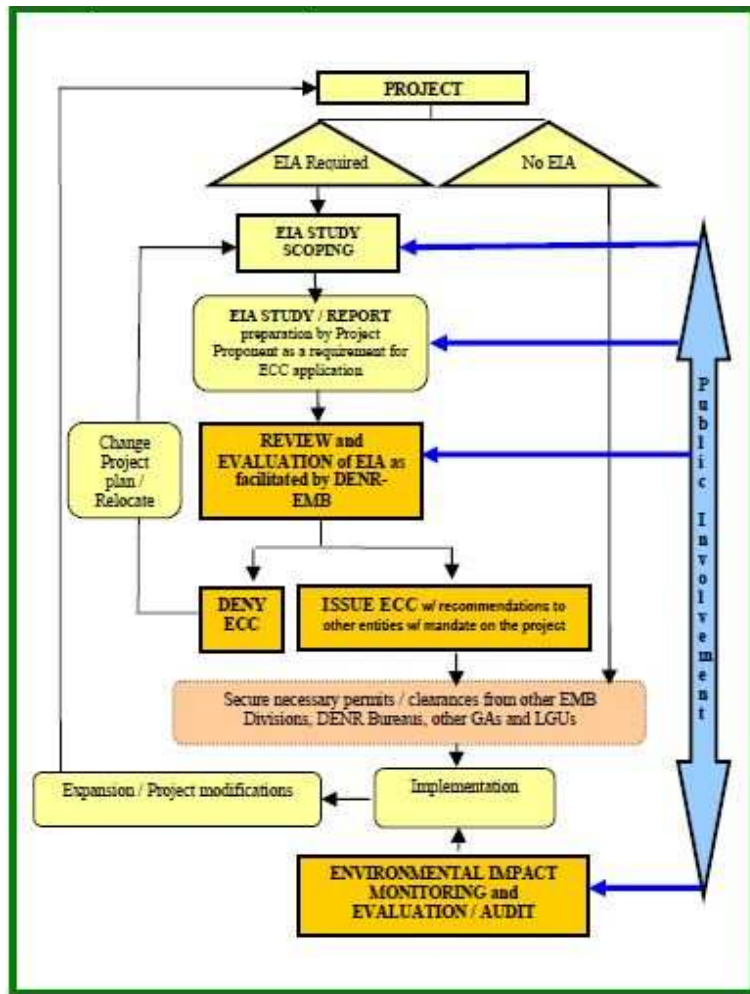 PROJECT
EIA Required
No EIA
EIA STUDY
SCOPING
EIA STUDY / REPORT
preparation by Project
Proponent as a requirement for
ECC application
Change
Project
plan /
Relocate
REVIEW and
EVALUATION of EIA as
facilitated by DENR-
EMB
DENY
ECC
ISSUE ECC w/ recommendations to
other entities w/ mandate on the project
Secure necessary permits / clearances from other EMB
Divisions, DENR Bureaus, other GAs and LGUs
Expansion / Project modifications
Implementation
ENVIRONMENTAL IMPACT
MONITORING and
EVALUATION / AUDIT
Public Involvement